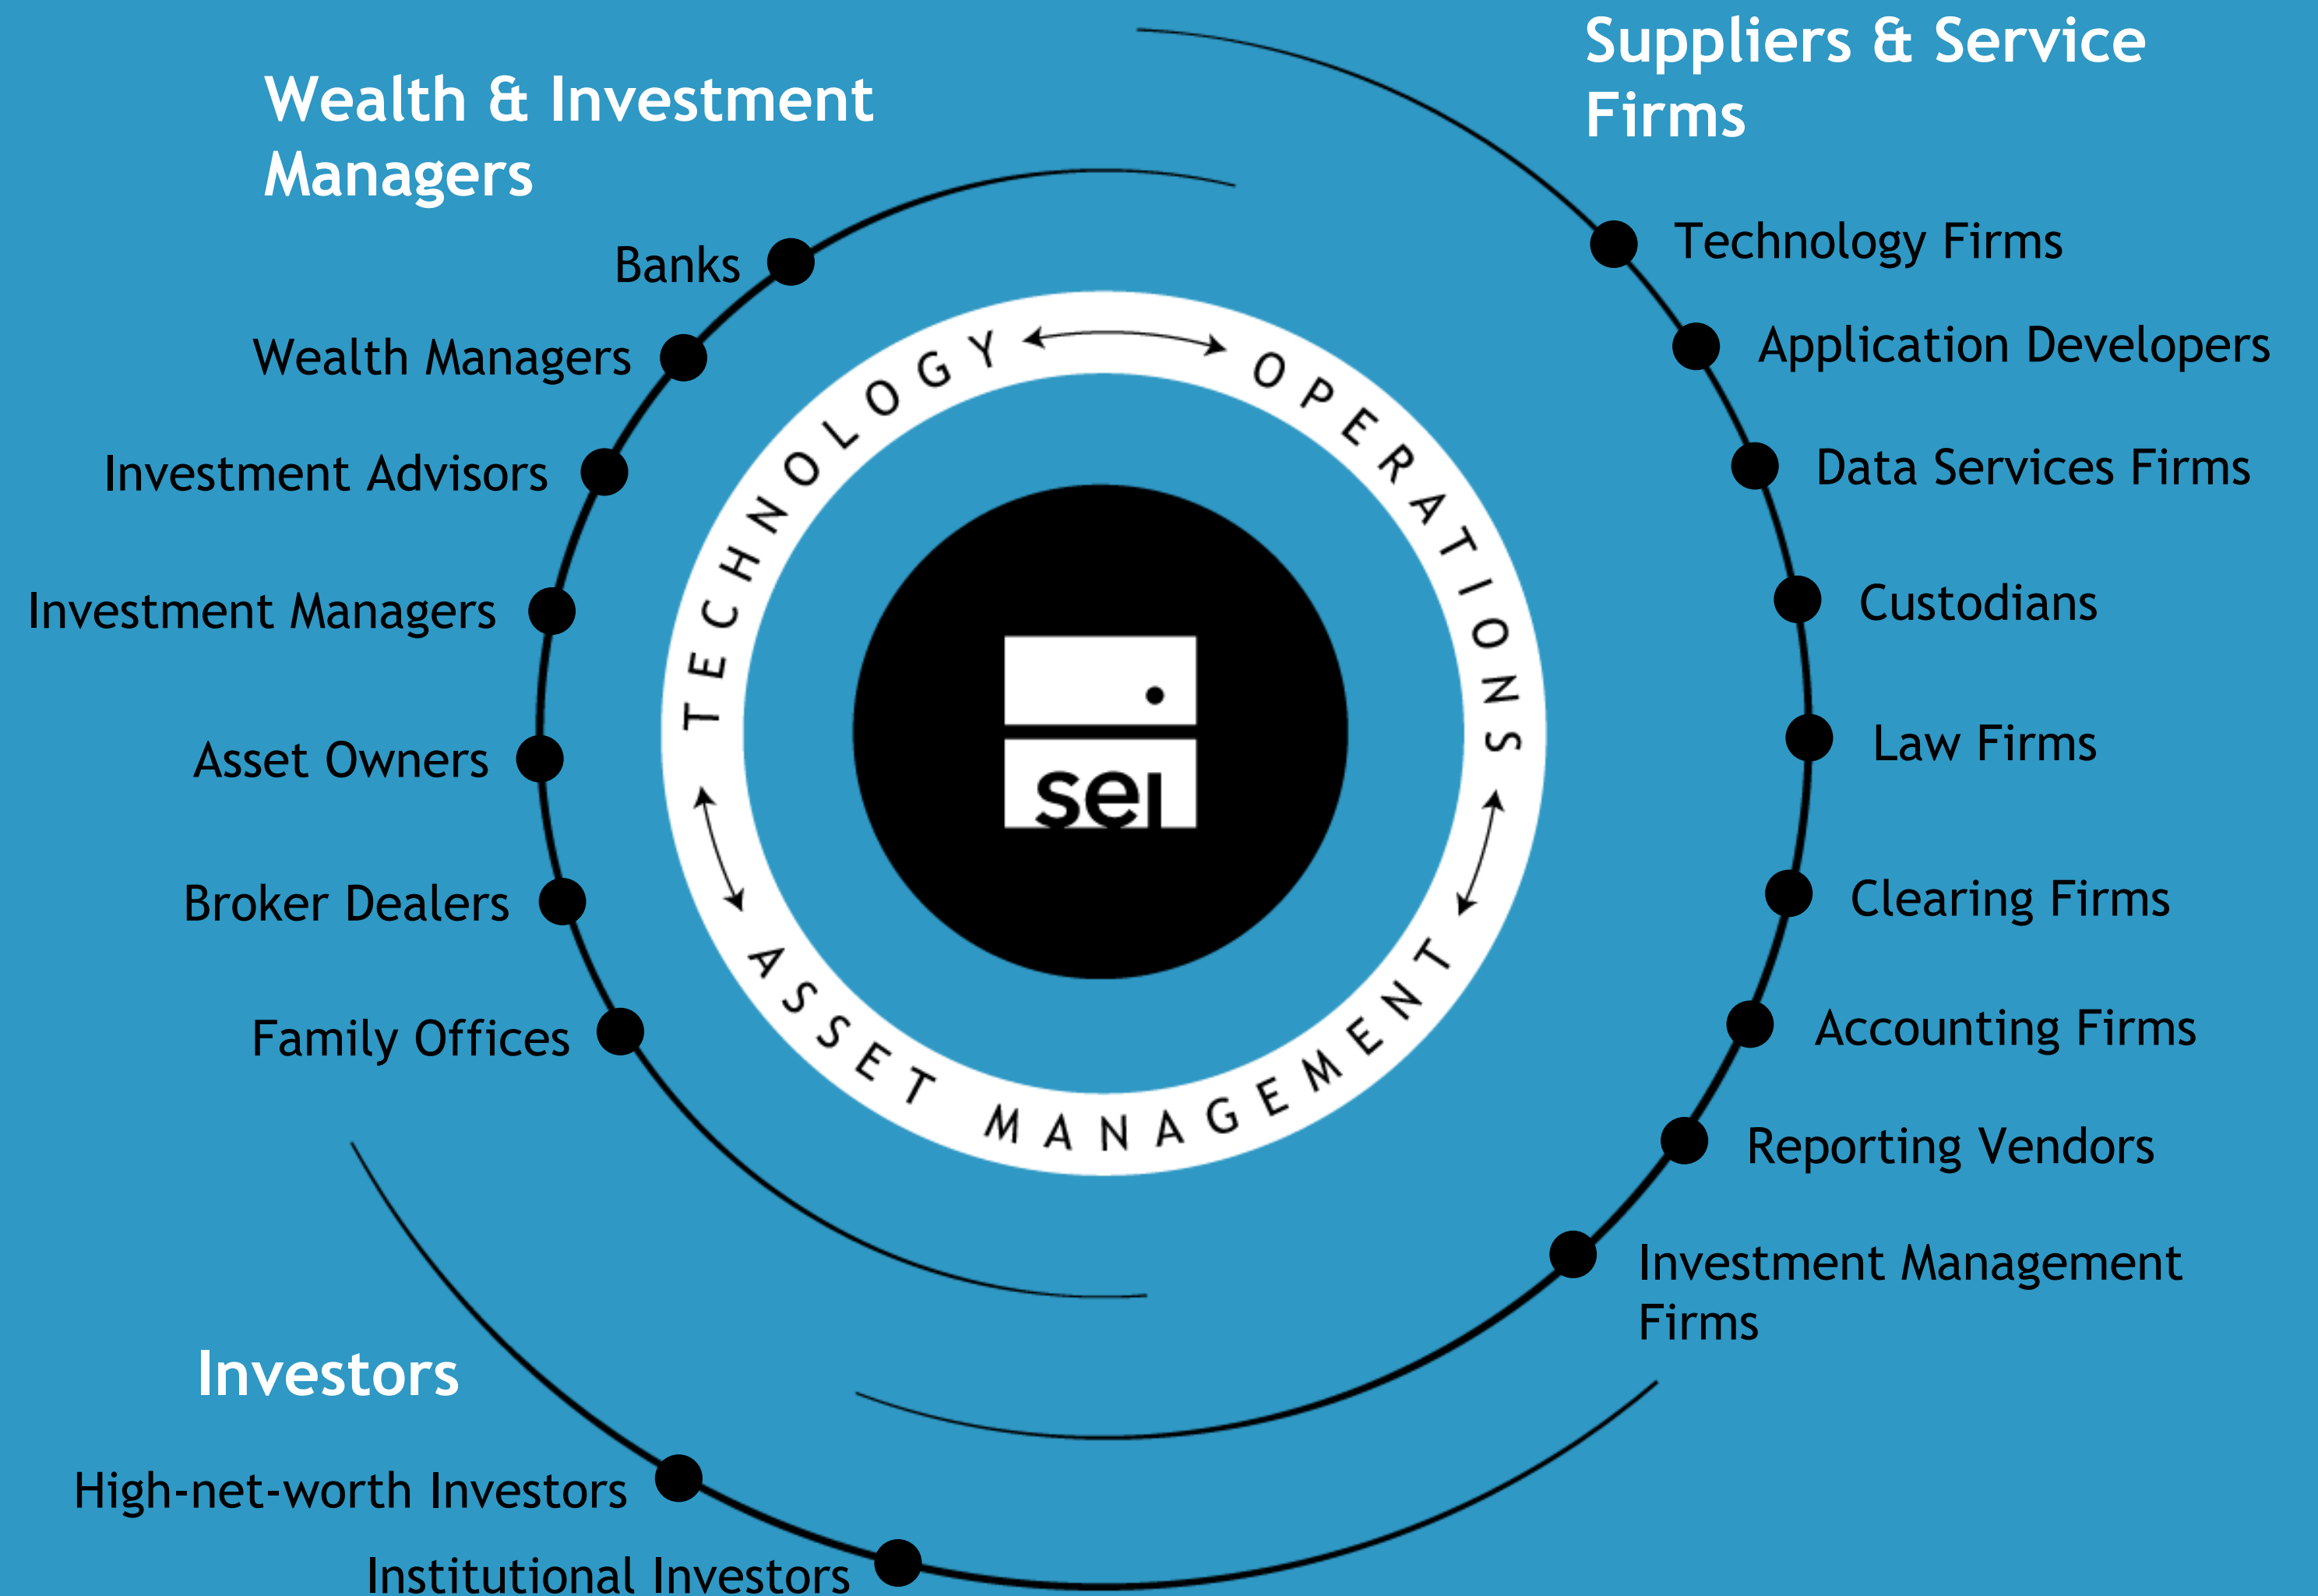 Wealth & Investment
Managers
Banks
Wealth Managers
Investment Advisors
Investment Managers
Asset Owners
Broker Dealers
Family Offices
Suppliers & Service
Firms
Technology Firms
Application Developers
Data Services Firms
Custodians
Law Firms
Clearing Firms
Accounting Firms
Reporting Vendors
Investment Management
Firms
TECHNOLOGY
OPERATIONS
ASSET MANAGEMENT
sei
Investors
High-net-worth Investors
Institutional Investors